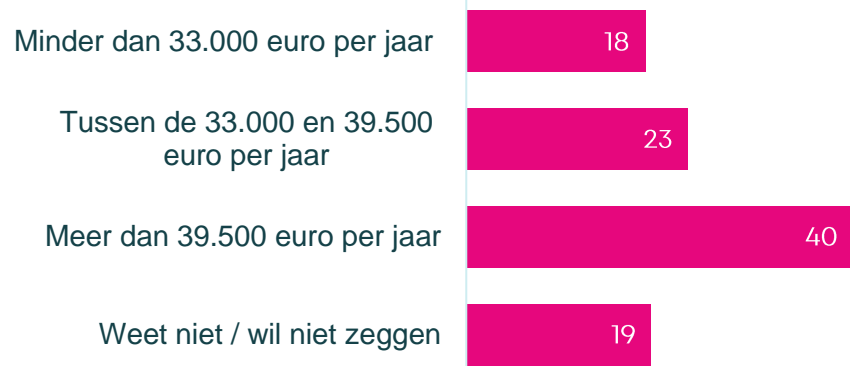 Minder dan 33.000 euro per jaar 18
Tussen de 33.000 en 39.500
euro per jaar 23
Meer dan 39.500 euro per jaar 40
Weet niet / wil niet zeggen 19